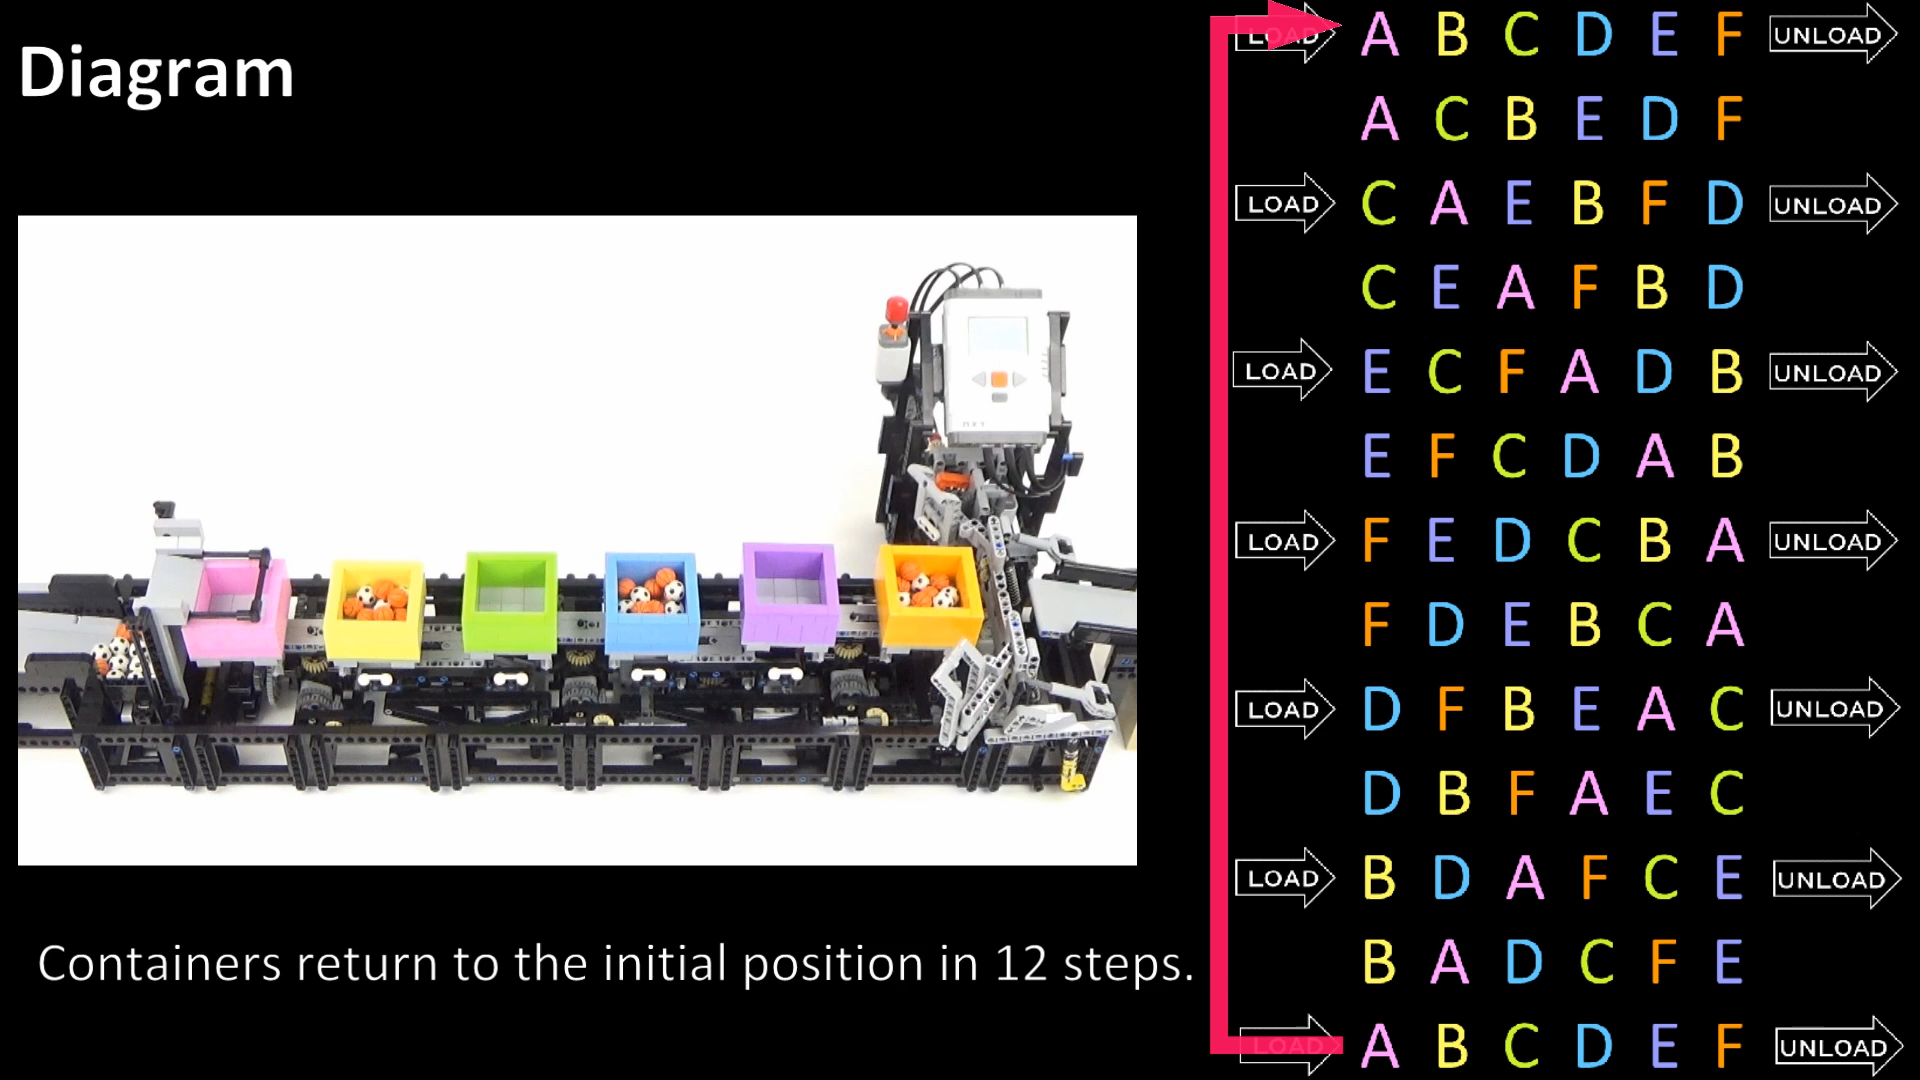 Diagram
Containers return to the initial position in 12 steps.
LOAD A B C D E F UNLOAD
A C B E D F
LOAD C A E B F D UNLOAD
C E A F B D
LOAD E C F A D B UNLOAD
E F C D A B
LOAD F E D C B A UNLOAD
F D E B C A
LOAD D F B E A C UNLOAD
D B F A E C
LOAD B D A F C E UNLOAD
B A D C F E
LOAD A B C D E F UNLOAD